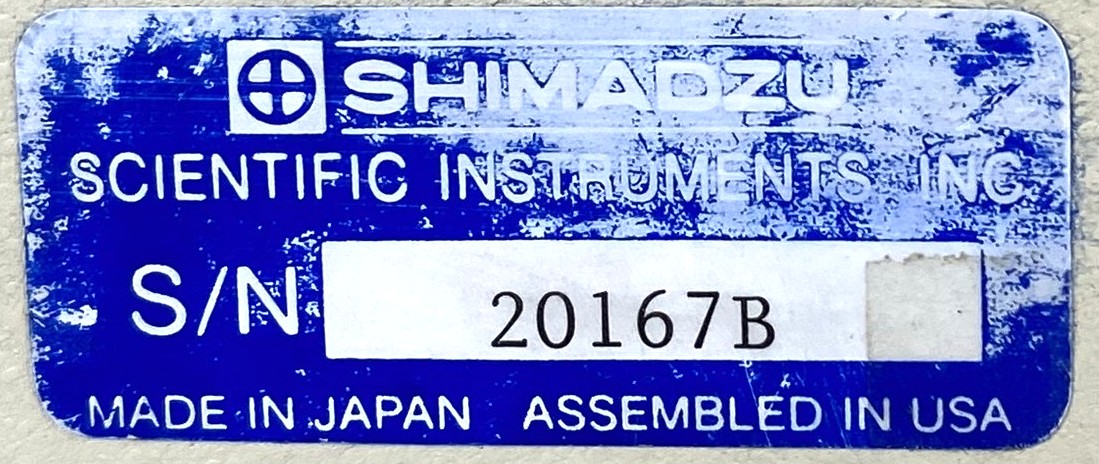 SHIMADZU
SCIENTIFIC INSTRUMENTS INC.
S/N 20167B
MADE IN JAPAN ASSEMBLED IN USA